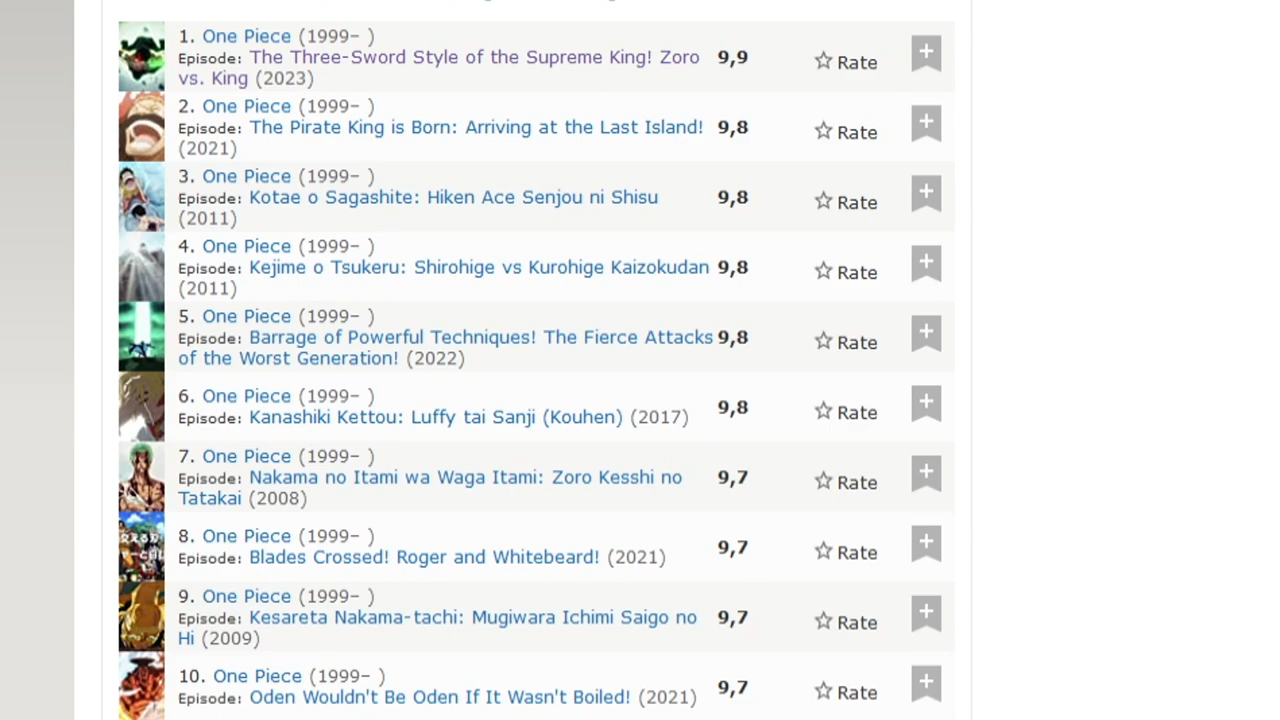 1. One Piece (1999– )
Episode: The Three-Sword Style of the Supreme King! Zoro 9,9
vs. King (2023)
Rate
2. One Piece (1999– )
Episode: The Pirate King is Born: Arriving at the Last Island! 9,8
(2021)
Rate
3. One Piece (1999– )
Episode: Kotae o Sagashite: Hiken Ace Senjou ni Shisu 9,8
(2011)
Rate
4. One Piece (1999– )
Episode: Kejime o Tsukeru: Shirohige vs Kurohige Kaizokudan 9,8
(2011)
Rate
5. One Piece (1999– )
Episode: Barrage of Powerful Techniques! The Fierce Attacks 9,8
of the Worst Generation! (2022)
Rate
6. One Piece (1999– )
Episode: Kanashiki Kettou: Luffy tai Sanji (Kouhen) (2017) 9,8
Rate
7. One Piece (1999– )
Episode: Nakama no Itami wa Waga Itami: Zoro Kesshi no 9,7
Tatakai (2008)
Rate
8. One Piece (1999– )
Episode: Blades Crossed! Roger and Whitebeard! (2021) 9,7
Rate
9. One Piece (1999– )
Episode: Kesareta Nakama-tachi: Mugiwara Ichimi Saigo no 9,7
Hi (2009)
Rate
10. One Piece (1999– )
Episode: Oden Wouldn't Be Oden If It Wasn't Boiled! (2021) 9,7
Rate